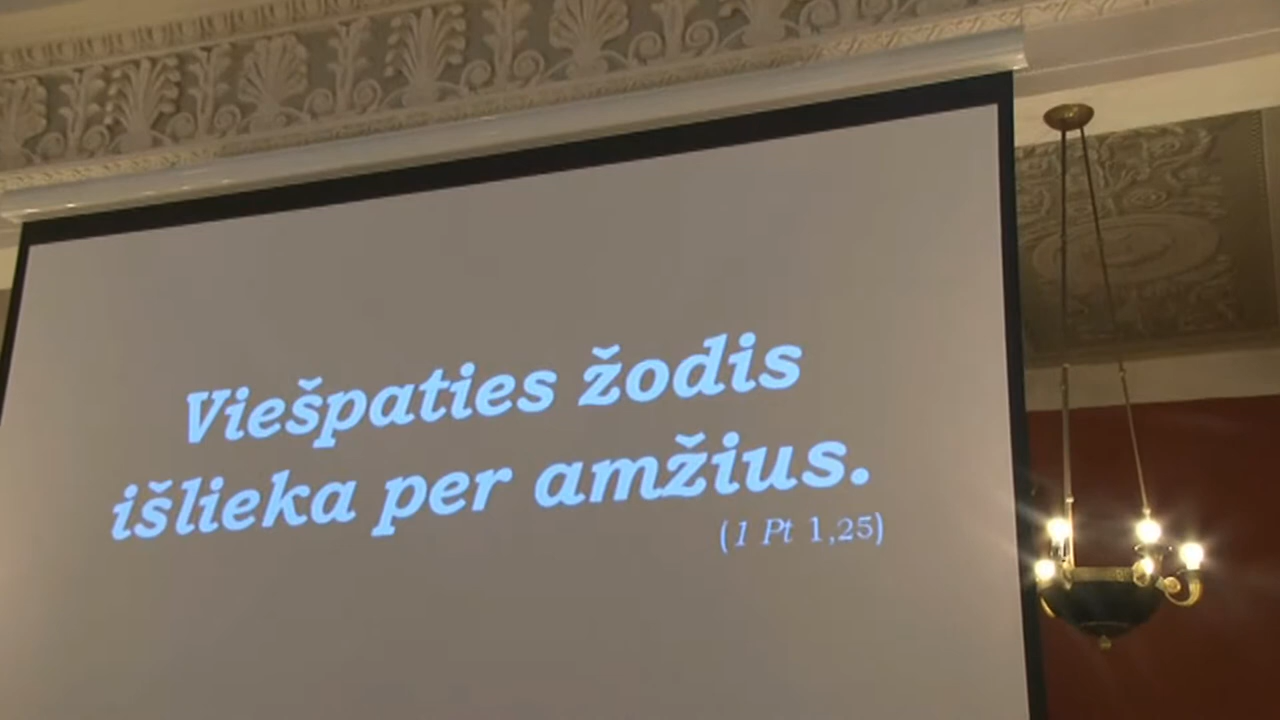 Viešpaties žodis
išlieka per amžius.
(1 Pt 1,25)